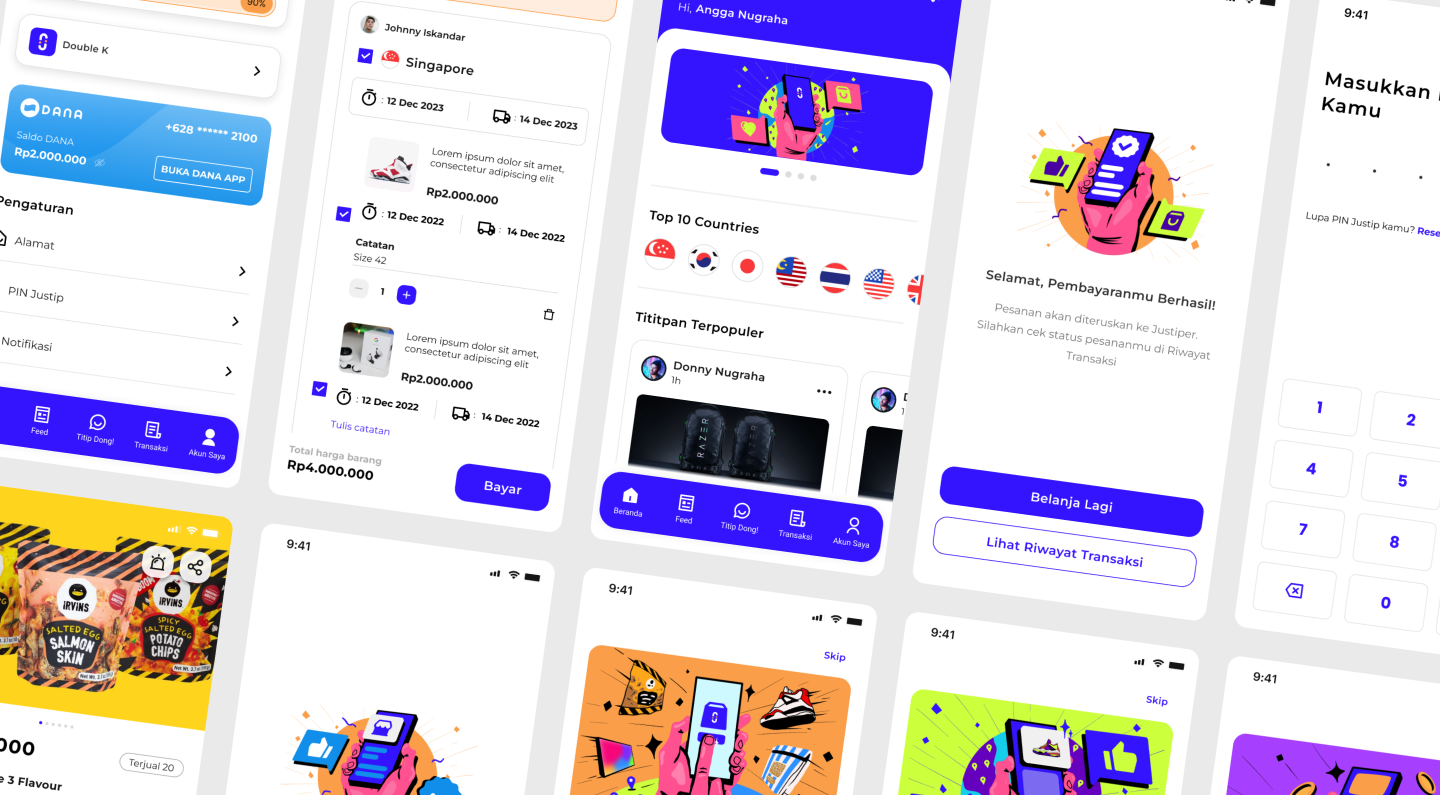 90%
Double K
DANA
+628 ****** 2100
Saldo DANA
Rp2.000.000
BUKA DANA APP
Pengaturan
Alamat
PIN Justip
Notifikasi
Feed
Titip Dong!
Transaksi
Akun Saya
Johnny Iskandar
Singapore
: 12 Dec 2023
: 14 Dec 2023
Lorem ipsum dolor sit amet,
consectetur adipiscing elit
Rp2.000.000
: 12 Dec 2022
: 14 Dec 2022
Catatan
Size 42
1
Lorem ipsum dolor sit amet,
consectetur adipiscing elit
Rp2.000.000
: 12 Dec 2022
: 14 Dec 2022
Tulis catatan
Total harga barang
Rp4.000.000
Bayar
Hi, Angga Nugraha
Top 10 Countries
Tititpan Terpopuler
Donny Nugraha
1h
RAZER
Beranda
Feed
Titip Dong!
Transaksi
Akun Saya
Selamat, Pembayaranmu Berhasil!
Pesanan akan diteruskan ke Justiper.
Silahkan cek status pesananmu di Riwayat
Transaksi
Belanja Lagi
Lihat Riwayat Transaksi
9:41
Masukkan
Kamu
Lupa PIN Justip kamu? Rese
1
2
4
5
7
8
0
IRVINS
SALTED EGG
SALMON
SKIN
IRVINS
SPICY
SALTED EGG
POTATO
CHIPS
000
e 3 Flavour
Terjual 20
9:41
9:41
Skip
9:41
Skip
9:41